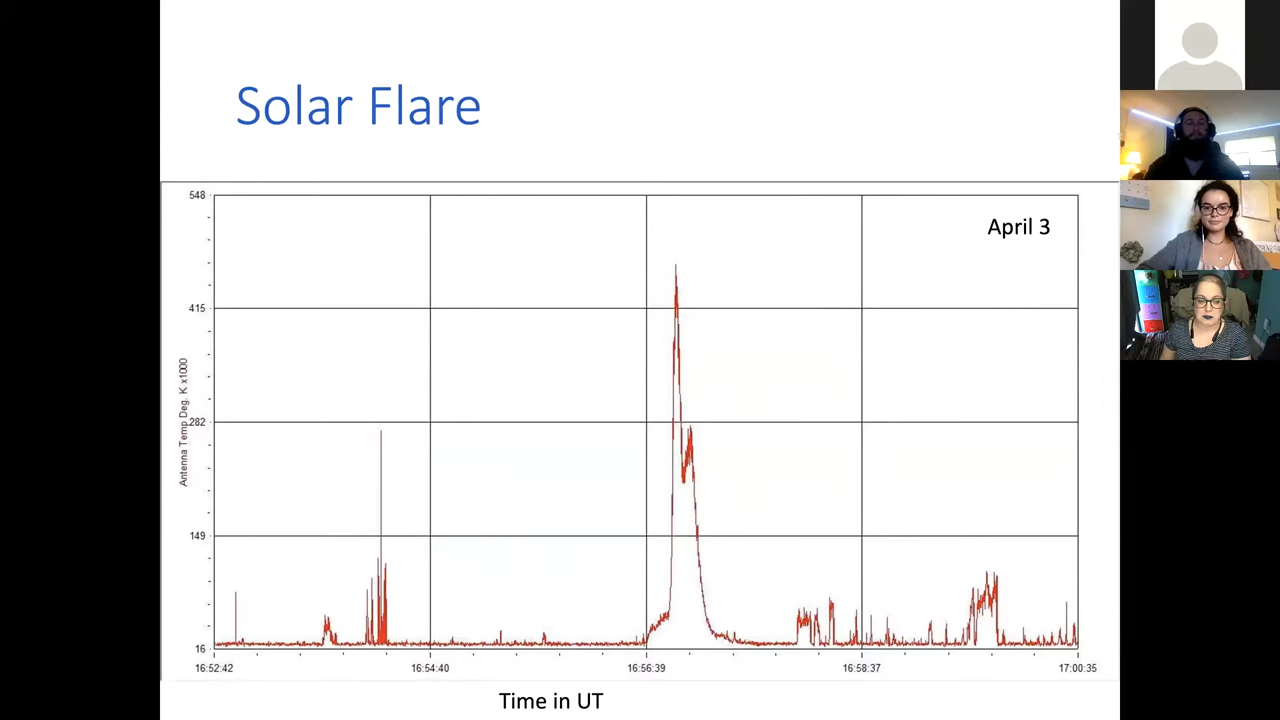 Solar Flare
548
April 3
415
Antenna Temp Deg. K x1000
282
149
16
16:52:42 16:54:40 16:56:39 16:58:37 17:00:35
Time in UT